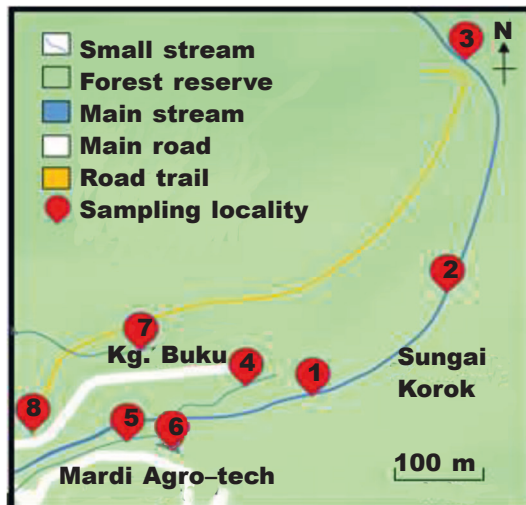 3
N
Small stream
Forest reserve
Main stream
Main road
Road trail
Sampling locality
2
7
Kg. Buku
4
1
Sungai
Korok
8
5
6
Mardi Agro–tech
100 m